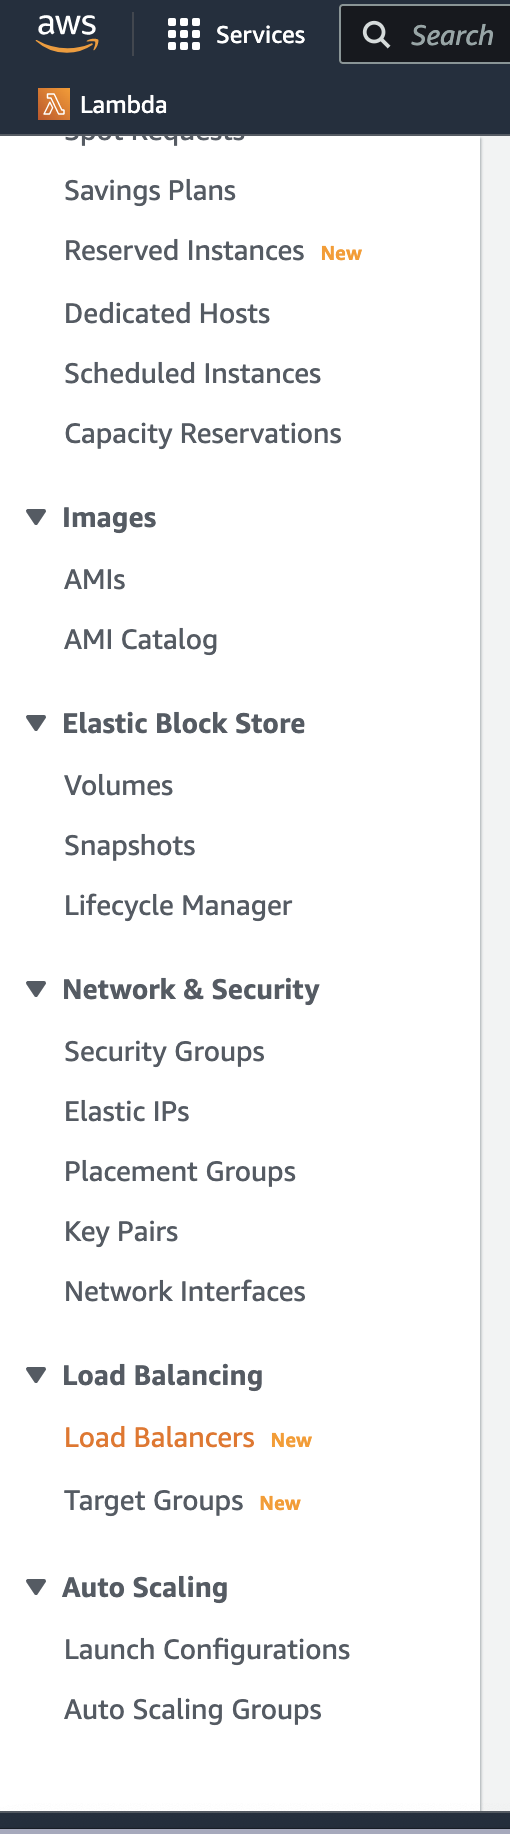 aws
Services
Search
Lambda
Spot Requests
Savings Plans
Reserved Instances New
Dedicated Hosts
Scheduled Instances
Capacity Reservations
Images
AMIs
AMI Catalog
Elastic Block Store
Volumes
Snapshots
Lifecycle Manager
Network & Security
Security Groups
Elastic IPs
Placement Groups
Key Pairs
Network Interfaces
Load Balancing
Load Balancers New
Target Groups New
Auto Scaling
Launch Configurations
Auto Scaling Groups